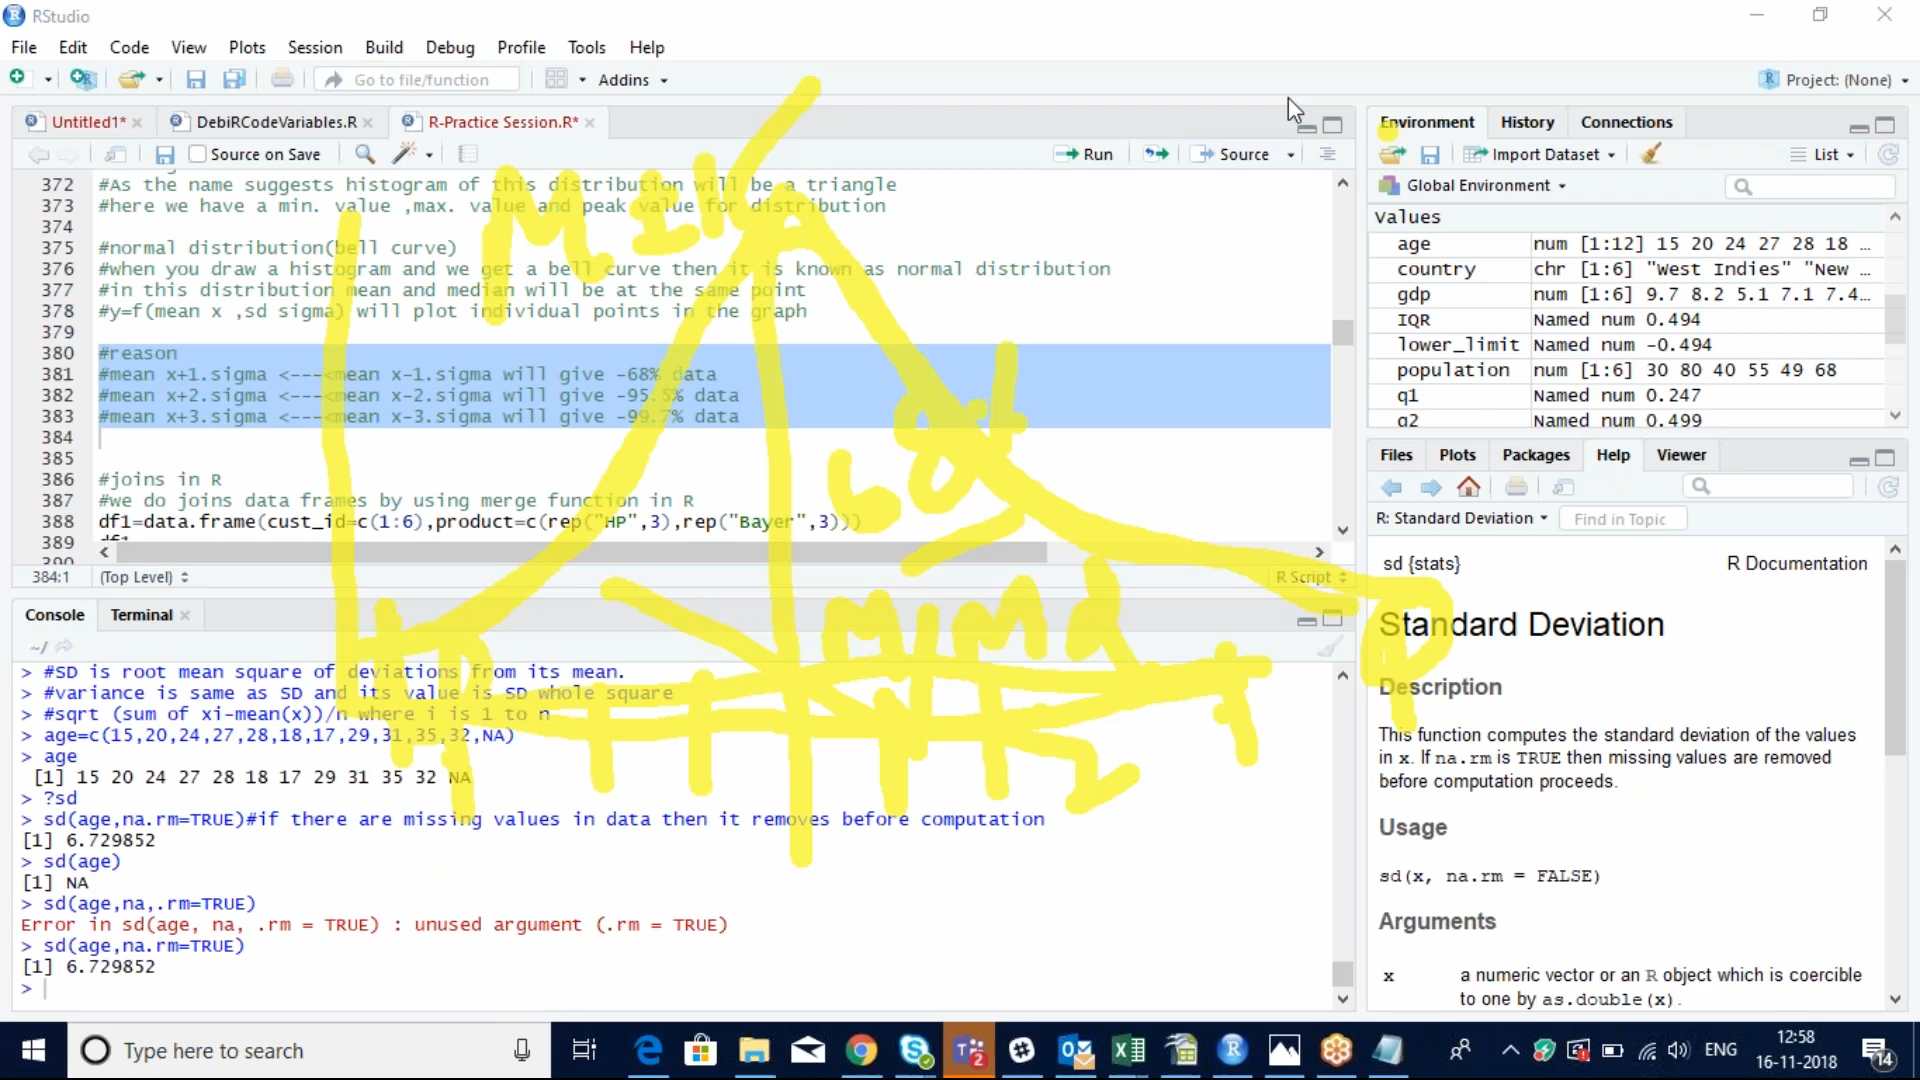 RStudio
File Edit Code View Plots Session Build Debug Profile Tools Help
Go to file/function Addins Project: (None)
Untitled1* DebiRCodeVariables.R R-Practice Session.R*
Source on Save Run Source
372 #As the name suggests histogram of this distribution will be a triangle
373 #here we have a min. value ,max. value and peak value for distribution
374
375 #normal distribution(bell curve)
376 #when you draw a histogram and we get a bell curve then it is known as normal distribution
377 #in this distribution mean and median will be at the same point
378 #y=f(mean x ,sd sigma) will plot individual points in the graph
379
380 #reason
381 #mean x+1.sigma <---<mean x-1.sigma will give -68% data
382 #mean x+2.sigma <---<mean x-2.sigma will give -95.5% data
383 #mean x+3.sigma <---<mean x-3.sigma will give -99.7% data
384
385
386 #joins in R
387 #we do joins data frames by using merge function in R
388 df1=data.frame(cust_id=c(1:6),product=c(rep("HP",3),rep("Bayer",3)))
389 df1
390
384:1 (Top Level) R Script
Console Terminal
~/
> #SD is root mean square of deviations from its mean.
> #variance is same as SD and its value is SD whole square
> #sqrt (sum of xi-mean(x))/n where i is 1 to n
> age=c(15,20,24,27,28,18,17,29,31,35,32,NA)
> age
[1] 15 20 24 27 28 18 17 29 31 35 32 NA
> ?sd
> sd(age,na.rm=TRUE)#if there are missing values in data then it removes before computation
[1] 6.729852
> sd(age)
[1] NA
> sd(age,na,.rm=TRUE)
Error in sd(age, na, .rm = TRUE) : unused argument (.rm = TRUE)
> sd(age,na.rm=TRUE)
[1] 6.729852
>
Environment History Connections
Import Dataset List
Global Environment
Values
age num [1:12] 15 20 24 27 28 18 ...
country chr [1:6] "West Indies" "New ...
gdp num [1:6] 9.7 8.2 5.1 7.1 7.4...
IQR Named num 0.494
lower_limit Named num -0.494
population num [1:6] 30 80 40 55 49 68
q1 Named num 0.247
q2 Named num 0.499
Files Plots Packages Help Viewer
R: Standard Deviation Find in Topic
sd {stats} R Documentation
Standard Deviation
Description
This function computes the standard deviation of the values
in x. If na.rm is TRUE then missing values are removed
before computation proceeds.
Usage
sd(x, na.rm = FALSE)
Arguments
x a numeric vector or an R object which is coercible
to one by as.double(x).
Type here to search
ENG
12:58
16-11-2018
14